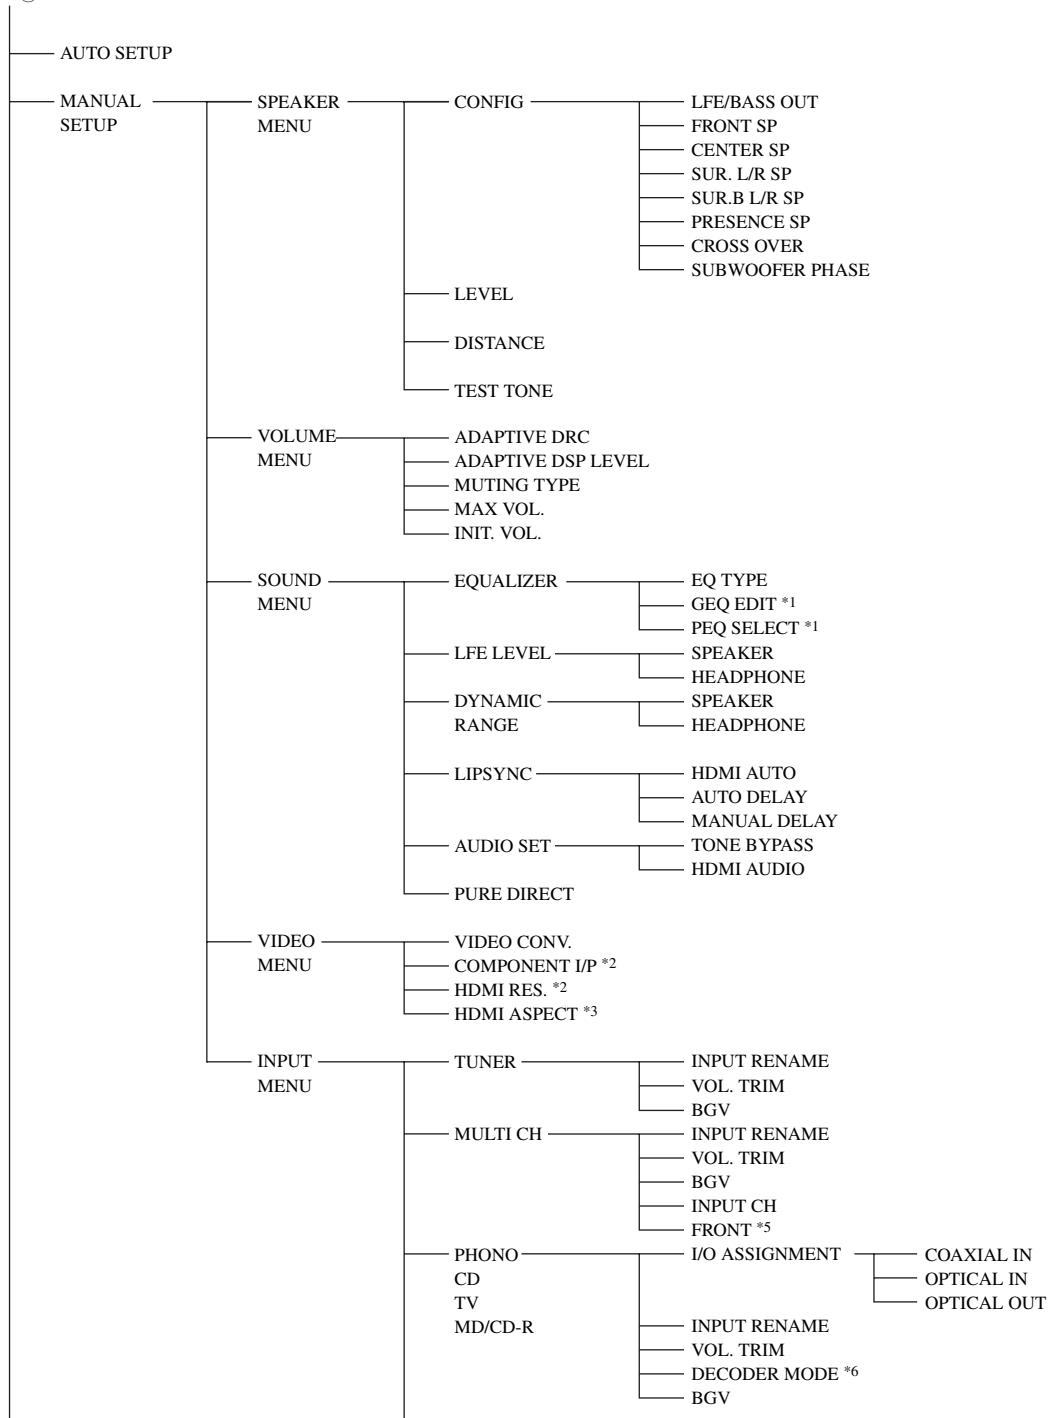 AUTO SETUP
MANUAL SPEAKER CONFIG LFE/BASS OUT
SETUP MENU FRONT SP
CENTER SP
SUR. L/R SP
SUR.B L/R SP
PRESENCE SP
CROSS OVER
SUBWOOFER PHASE
LEVEL
DISTANCE
TEST TONE
VOLUME ADAPTIVE DRC
MENU ADAPTIVE DSP LEVEL
MUTING TYPE
MAX VOL.
INIT. VOL.
SOUND EQUALIZER EQ TYPE
MENU GEQ EDIT *1
PEQ SELECT *1
LFE LEVEL SPEAKER
HEADPHONE
DYNAMIC SPEAKER
RANGE HEADPHONE
LIPSYNC HDMI AUTO
AUTO DELAY
MANUAL DELAY
AUDIO SET TONE BYPASS
HDMI AUDIO
PURE DIRECT
VIDEO VIDEO CONV.
MENU COMPONENT I/P *2
HDMI RES. *2
HDMI ASPECT *3
INPUT TUNER INPUT RENAME
MENU VOL. TRIM
BGV
MULTI CH INPUT RENAME
VOL. TRIM
BGV
INPUT CH
FRONT *5
PHONO I/O ASSIGNMENT COAXIAL IN
CD OPTICAL IN
TV OPTICAL OUT
MD/CD-R INPUT RENAME
VOL. TRIM
DECODER MODE *6
BGV